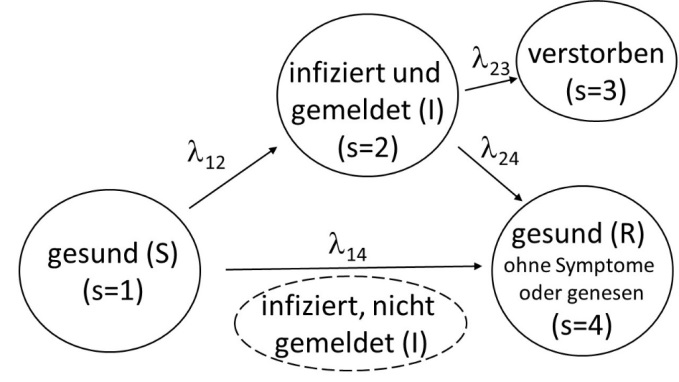 infiziert und
gemeldet (I)
(s=2)
λ23
verstorben
(s=3)
λ12
λ24
gesund (S)
(s=1)
λ14
infiziert, nicht
gemeldet (I)
gesund (R)
ohne Symptome
oder genesen
(s=4)